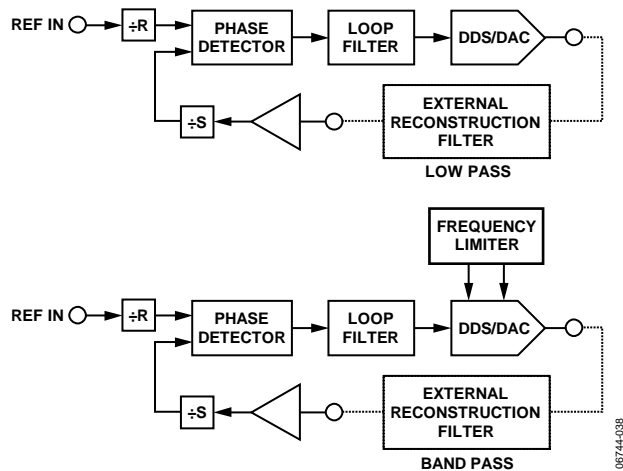 REF IN
÷R
PHASE
DETECTOR
LOOP
FILTER
DDS/DAC
÷S
EXTERNAL
RECONSTRUCTION
FILTER
LOW PASS
FREQUENCY
LIMITER
REF IN
÷R
PHASE
DETECTOR
LOOP
FILTER
DDS/DAC
÷S
EXTERNAL
RECONSTRUCTION
FILTER
BAND PASS
06744-038